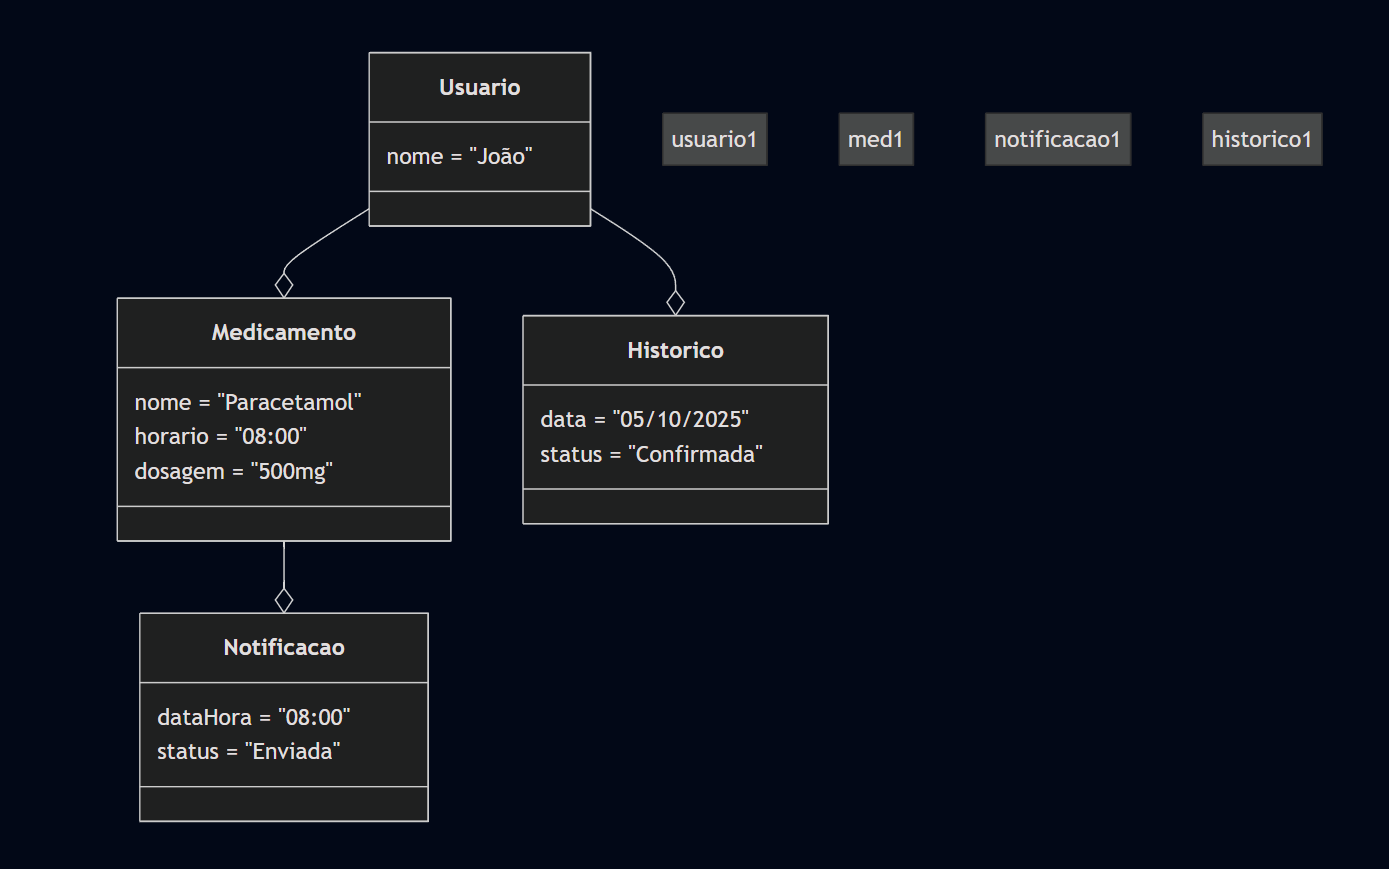 Usuario
nome = "João"
usuario1
med1
notificacao1
historico1
Medicamento
nome = "Paracetamol"
horario = "08:00"
dosagem = "500mg"
Historico
data = "05/10/2025"
status = "Confirmada"
Notificacao
dataHora = "08:00"
status = "Enviada"